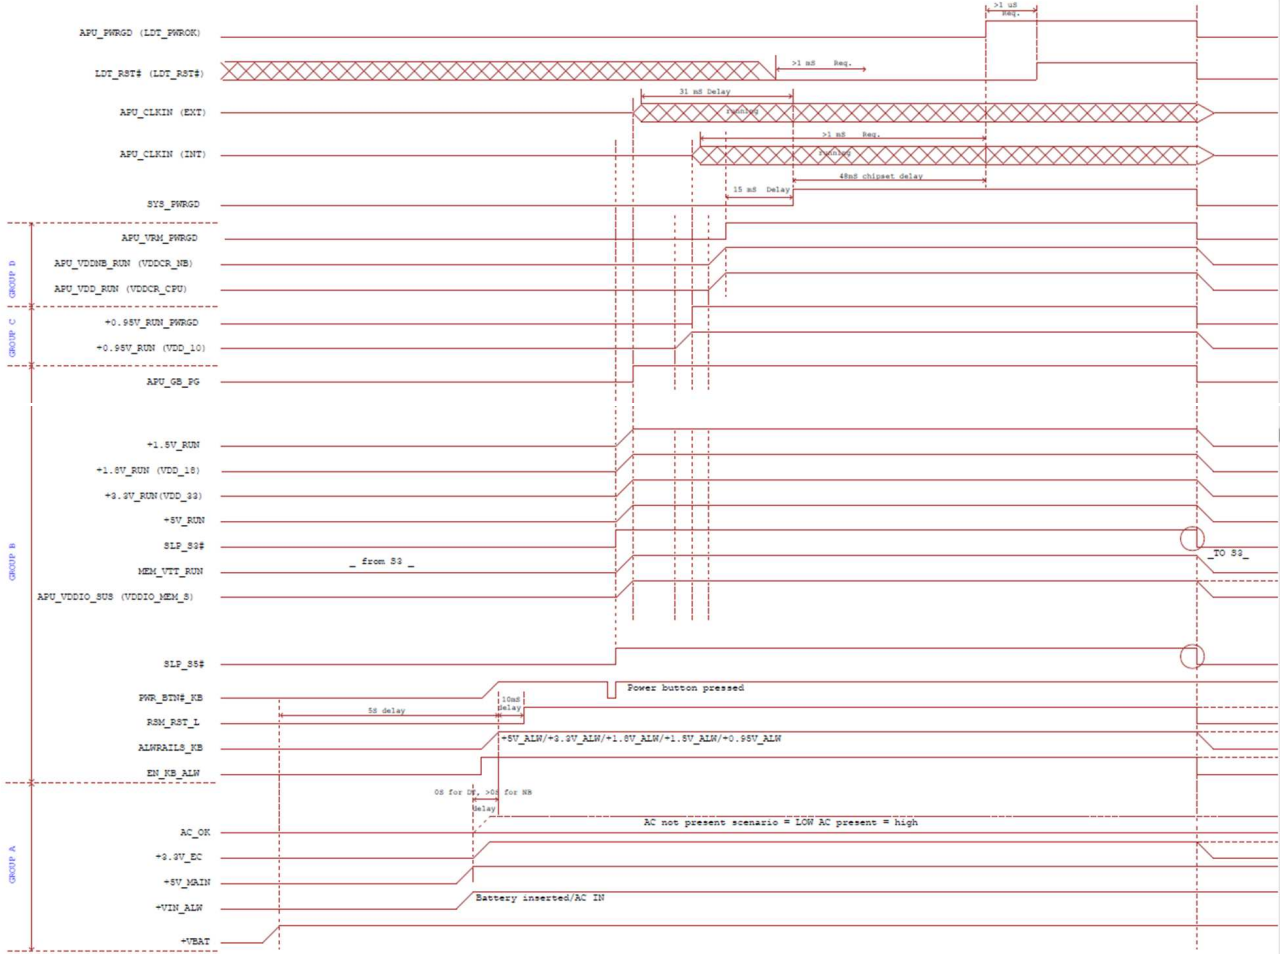 >1 uS
Req.
APU_PWRGD (LDT_PWROK)
LDT_RST# (LDT_RST#)
>1 mS Req.
31 mS Delay
APU_CLKIN (EXT)
running
>1 mS Req.
APU_CLKIN (INT)
running
48mS chipset delay
15 mS Delay
SYS_PWRGD
APU_VRM_PWRGD
APU_VDDNB_RUN (VDDCR_NB)
GROUP D
APU_VDD_RUN (VDDCR_CPU)
+0.95V_RUN_PWRGD
GROUP C
+0.95V_RUN (VDD_10)
APU_GB_PG
+1.5V_RUN
+1.8V_RUN (VDD_18)
+3.3V_RUN(VDD_33)
+5V_RUN
SLP_S3#
_TO S3_
_ from S3 _
GROUP B
MEM_VTT_RUN
APU_VDDIO_SUS (VDDIO_MEM_S)
SLP_S5#
Power button pressed
PWR_BTN#_KB
10mS
delay
5S delay
RSM_RST_L
+5V_ALW/+3.3V_ALW/+1.8V_ALW/+1.5V_ALW/+0.95V_ALW
ALWRAILS_KB
EN_KB_ALW
0S for DT, >0S for NB
delay
AC not present scenario = LOW AC present = high
AC_OK
+3.3V_EC
GROUP A
+5V_MAIN
Battery inserted/AC IN
+VIN_ALW
+VBAT